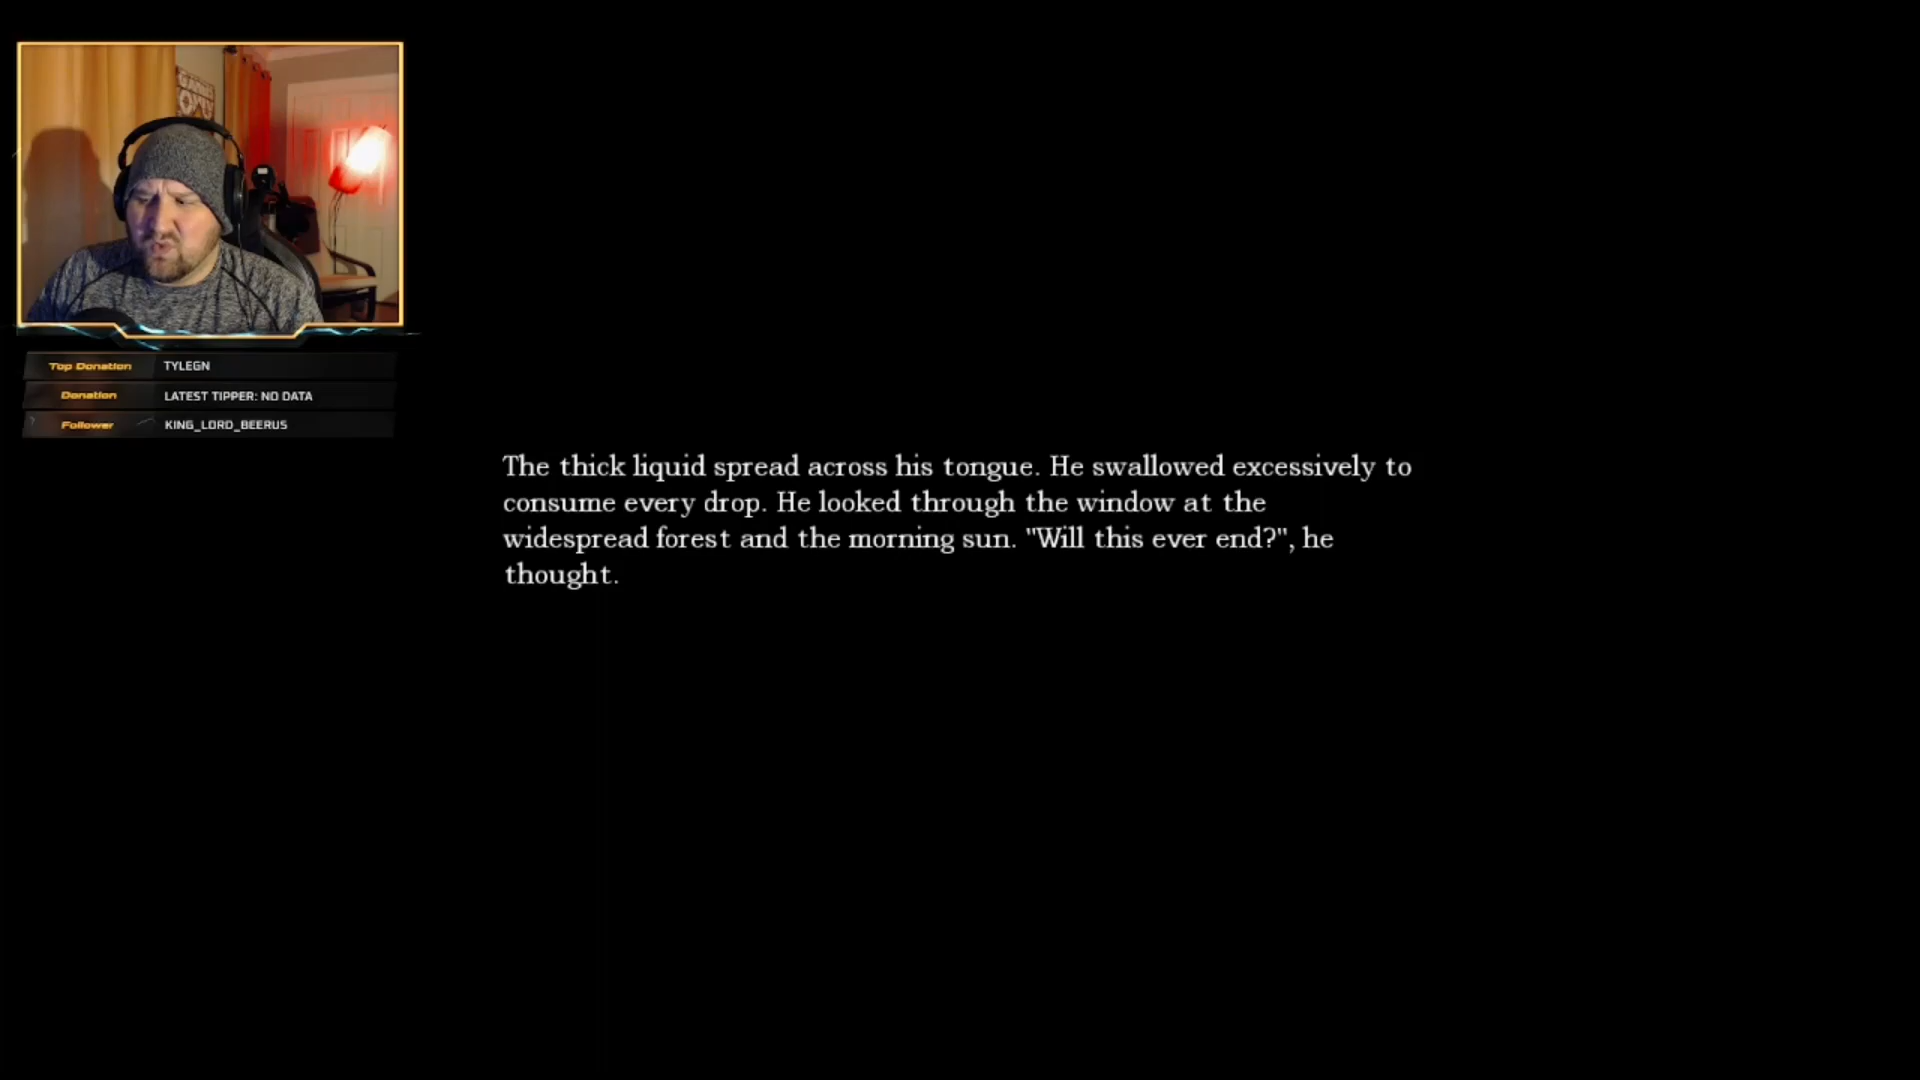 Top Donation TYLEGN
Donation LATEST TIPPER: NO DATA
Follower KING_LORD_BEERUS
The thick liquid spread across his tongue. He swallowed excessively to
consume every drop. He looked through the window at the
widespread forest and the morning sun. "Will this ever end?", he
thought.